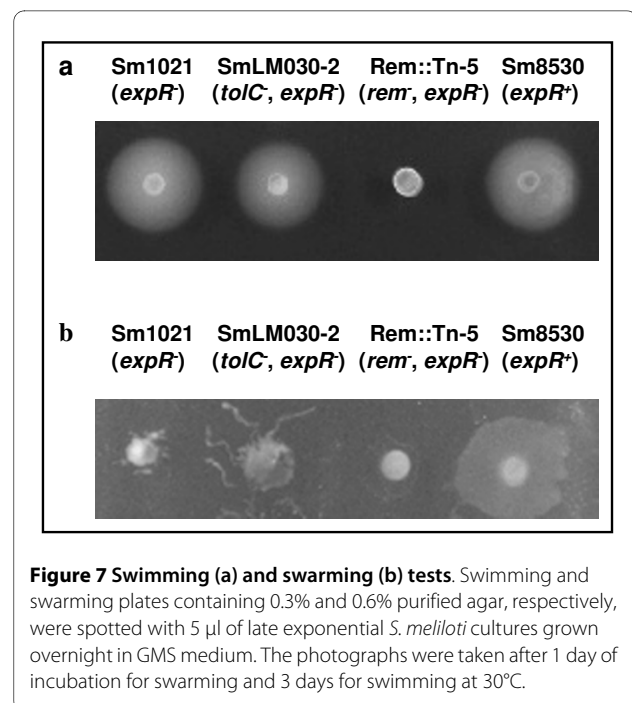 a Sm1021 SmLM030-2 Rem::Tn-5 Sm8530
(expR-) (tolC-, expR-) (rem-, expR-) (expR+)
b Sm1021 SmLM030-2 Rem::Tn-5 Sm8530
(expR-) (tolC-, expR-) (rem-, expR-) (expR+)
Figure 7 Swimming (a) and swarming (b) tests. Swimming and
swarming plates containing 0.3% and 0.6% purified agar, respectively,
were spotted with 5 μl of late exponential S. meliloti cultures grown
overnight in GMS medium. The photographs were taken after 1 day of
incubation for swarming and 3 days for swimming at 30°C.